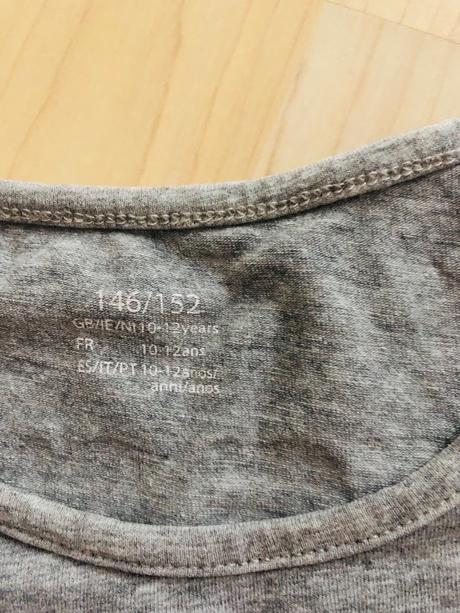 146/152
GB/IE/NI 10-12years
FR 10-12ans
ES/IT/PT 10-12años/
anni/anos